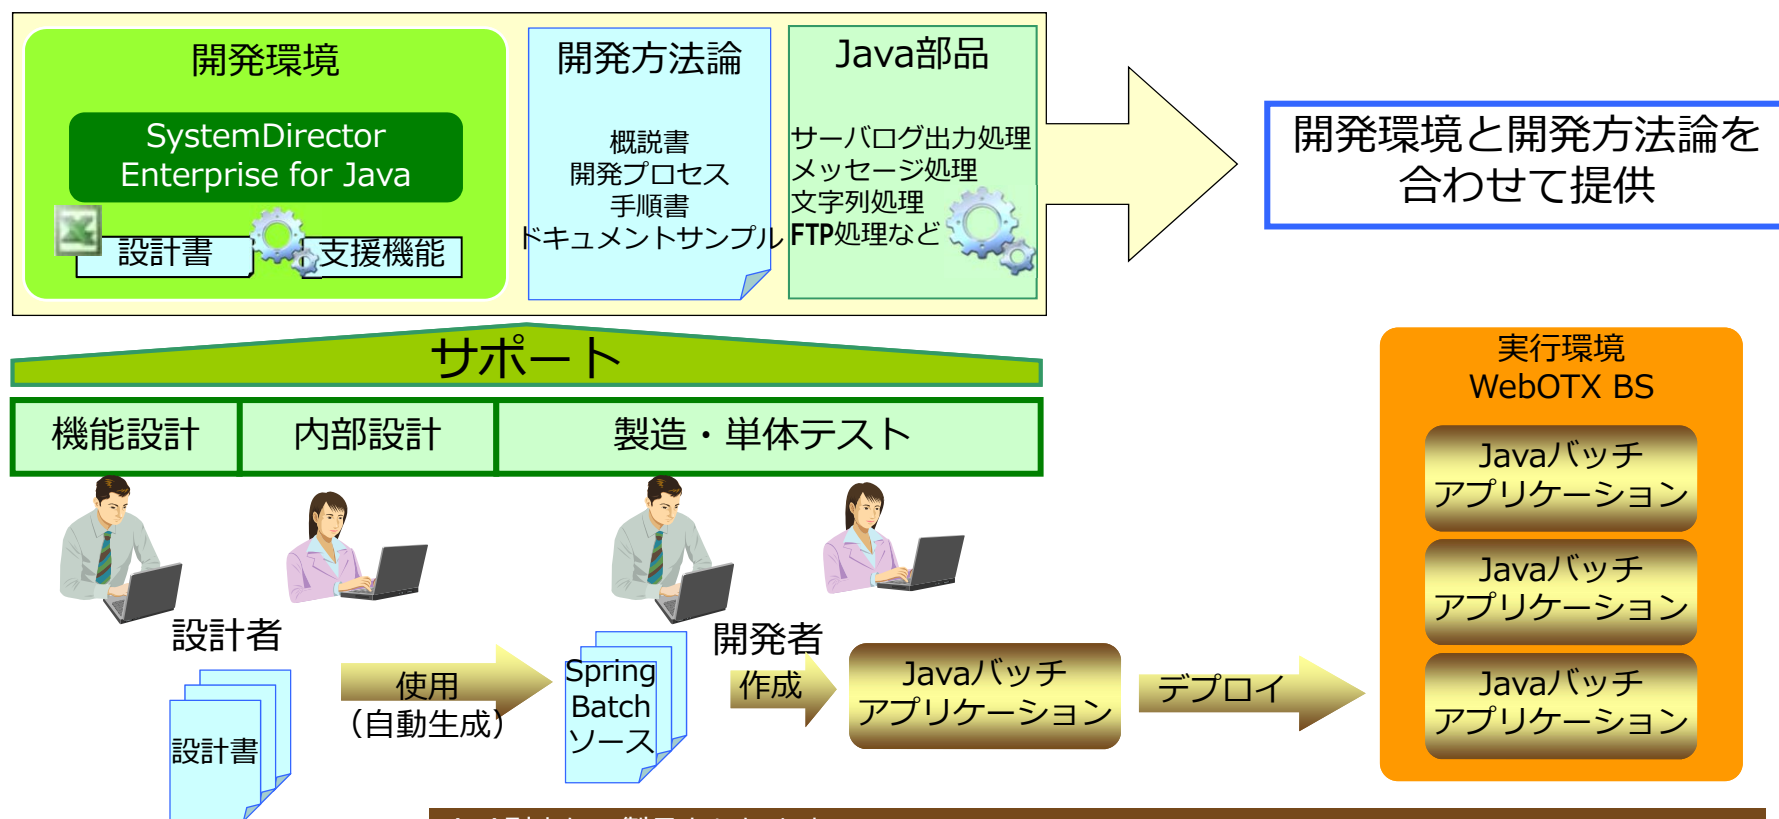 開発環境
SystemDirector
Enterprise for Java
設計書
支援機能
開発方法論
概説書
開発プロセス
手順書
ドキュメントサンプル
Java部品
サーバログ出力処理
メッセージ処理
文字列処理
FTP処理など
開発環境と開発方法論を
合わせて提供
サポート
機能設計
内部設計
製造・単体テスト
設計者
開発者
設計書
使用
（自動生成）
Spring
Batch
ソース
作成
Javaバッチ
アプリケーション
デプロイ
実行環境
WebOTX BS
Javaバッチ
アプリケーション
Javaバッチ
アプリケーション
Javaバッチ
アプリケーション